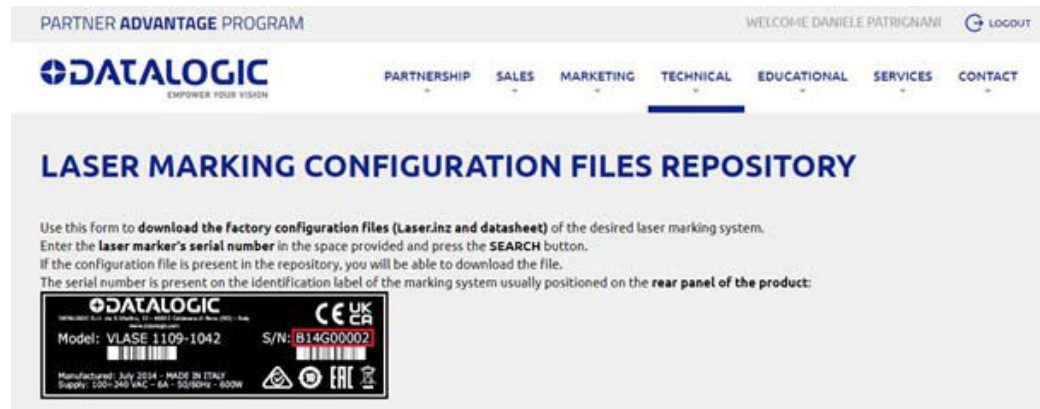 PARTNER ADVANTAGE PROGRAM
WELCOME DANIELE PATRIGNANI
LOGOUT
DATALOGIC
EMPOWER YOUR VISION
PARTNERSHIP SALES MARKETING TECHNICAL EDUCATIONAL SERVICES CONTACT
LASER MARKING CONFIGURATION FILES REPOSITORY
Use this form to download the factory configuration files (Laser.inz and datasheet) of the desired laser marking system.
Enter the laser marker's serial number in the space provided and press the SEARCH button.
If the configuration file is present in the repository, you will be able to download the file.
The serial number is present on the identification label of the marking system usually positioned on the rear panel of the product:
DATALOGIC
CE UK CA
Model: VLASE 1109-1042 S/N: B14G00002
Manufactured: July 2014 - MADE IN ITALY
Supply: 100-240 VAC - 6A - 50/60Hz - 600W
10
EAC